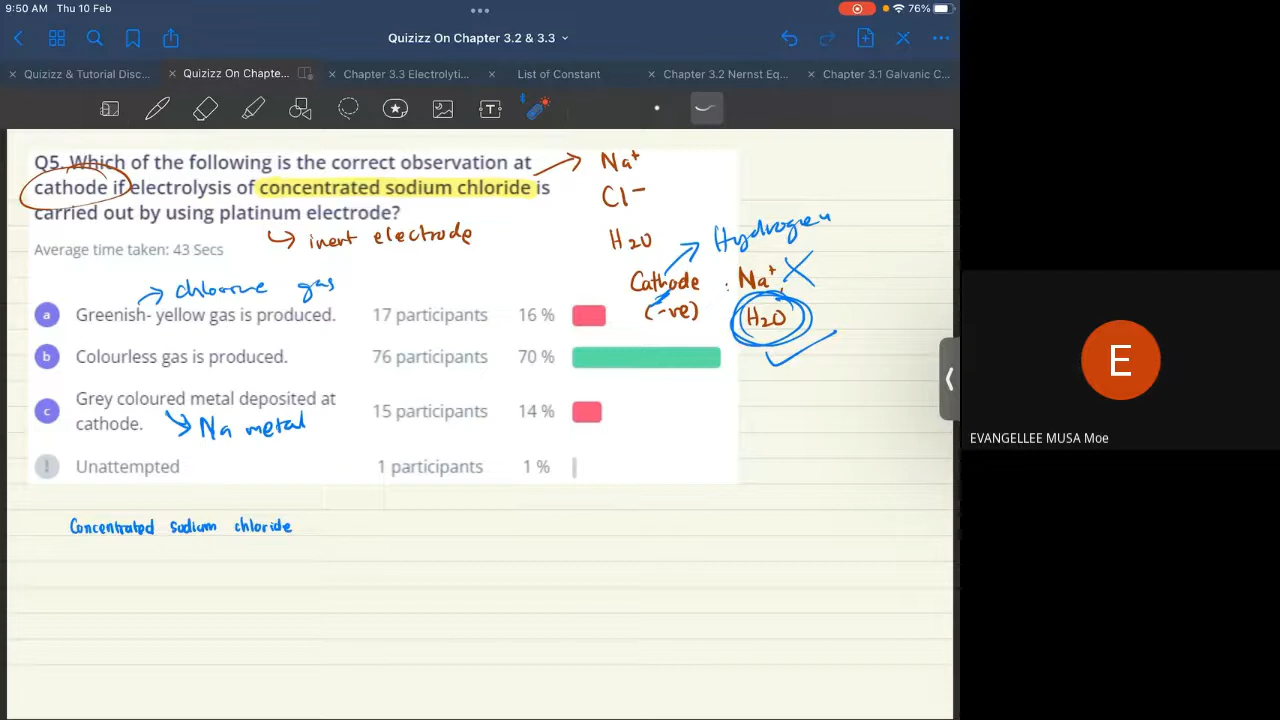 9:50 AM Thu 10 Feb
76%
Quizizz On Chapter 3.2 & 3.3
Quizizz & Tutorial Disc...
Quizizz On Chapte...
Chapter 3.3 Electrolyti...
List of Constant
Chapter 3.2 Nernst Eq...
Chapter 3.1 Galvanic C...
Q5. Which of the following is the correct observation at
cathode if electrolysis of concentrated sodium chloride is
carried out by using platinum electrode?
inert electrode
Average time taken: 43 Secs
Na⁺
Cl⁻
H₂O
Hydrogen
Cathode : Na⁺,
(-ve) H₂O
chlorine gas
a Greenish- yellow gas is produced. 17 participants 16 %
b Colourless gas is produced. 76 participants 70 %
c Grey coloured metal deposited at
cathode. 15 participants 14 %
Na metal
! Unattempted 1 participants 1 %
Concentrated sodium chloride
E
EVANGELLEE MUSA Moe